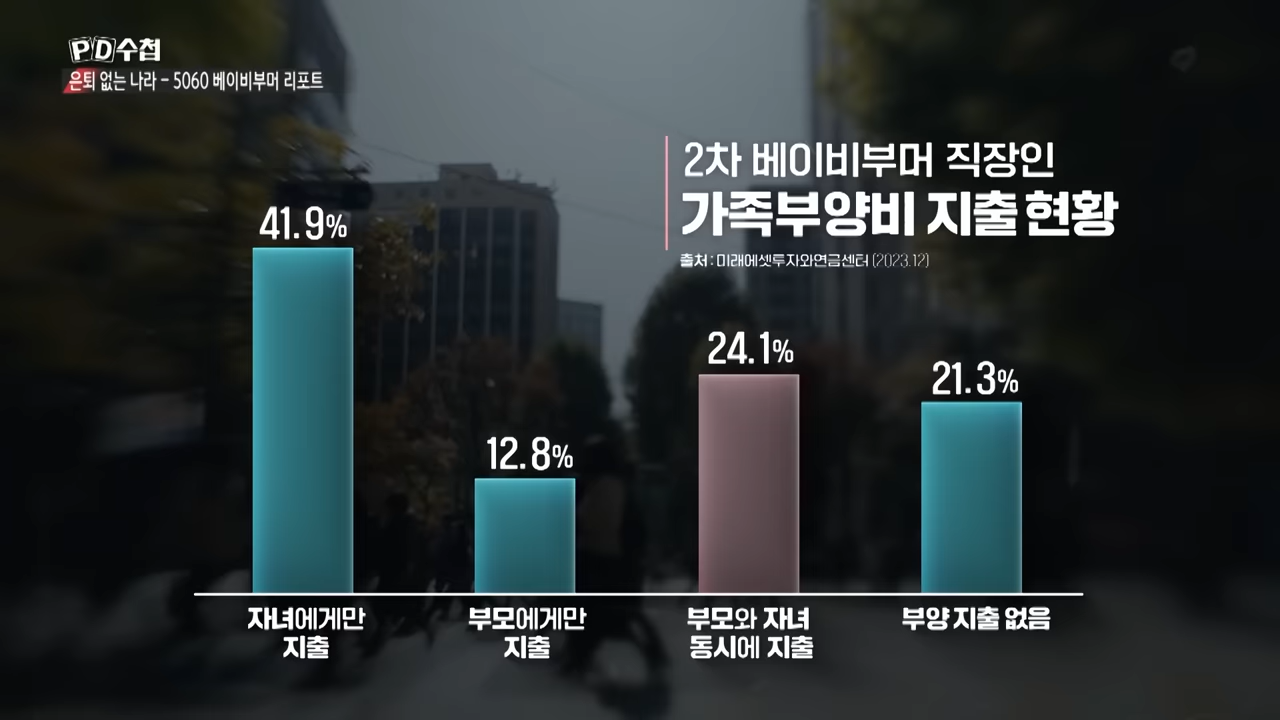 PD수첩
은퇴 없는 나라 - 5060 베이비부머 리포트
2차 베이비부머 직장인
가족부양비 지출 현황
출처 : 미래에셋투자와연금센터 (2023.12)
41.9%
12.8%
24.1%
21.3%
자녀에게만
지출
부모에게만
지출
부모와 자녀
동시에 지출
부양 지출 없음